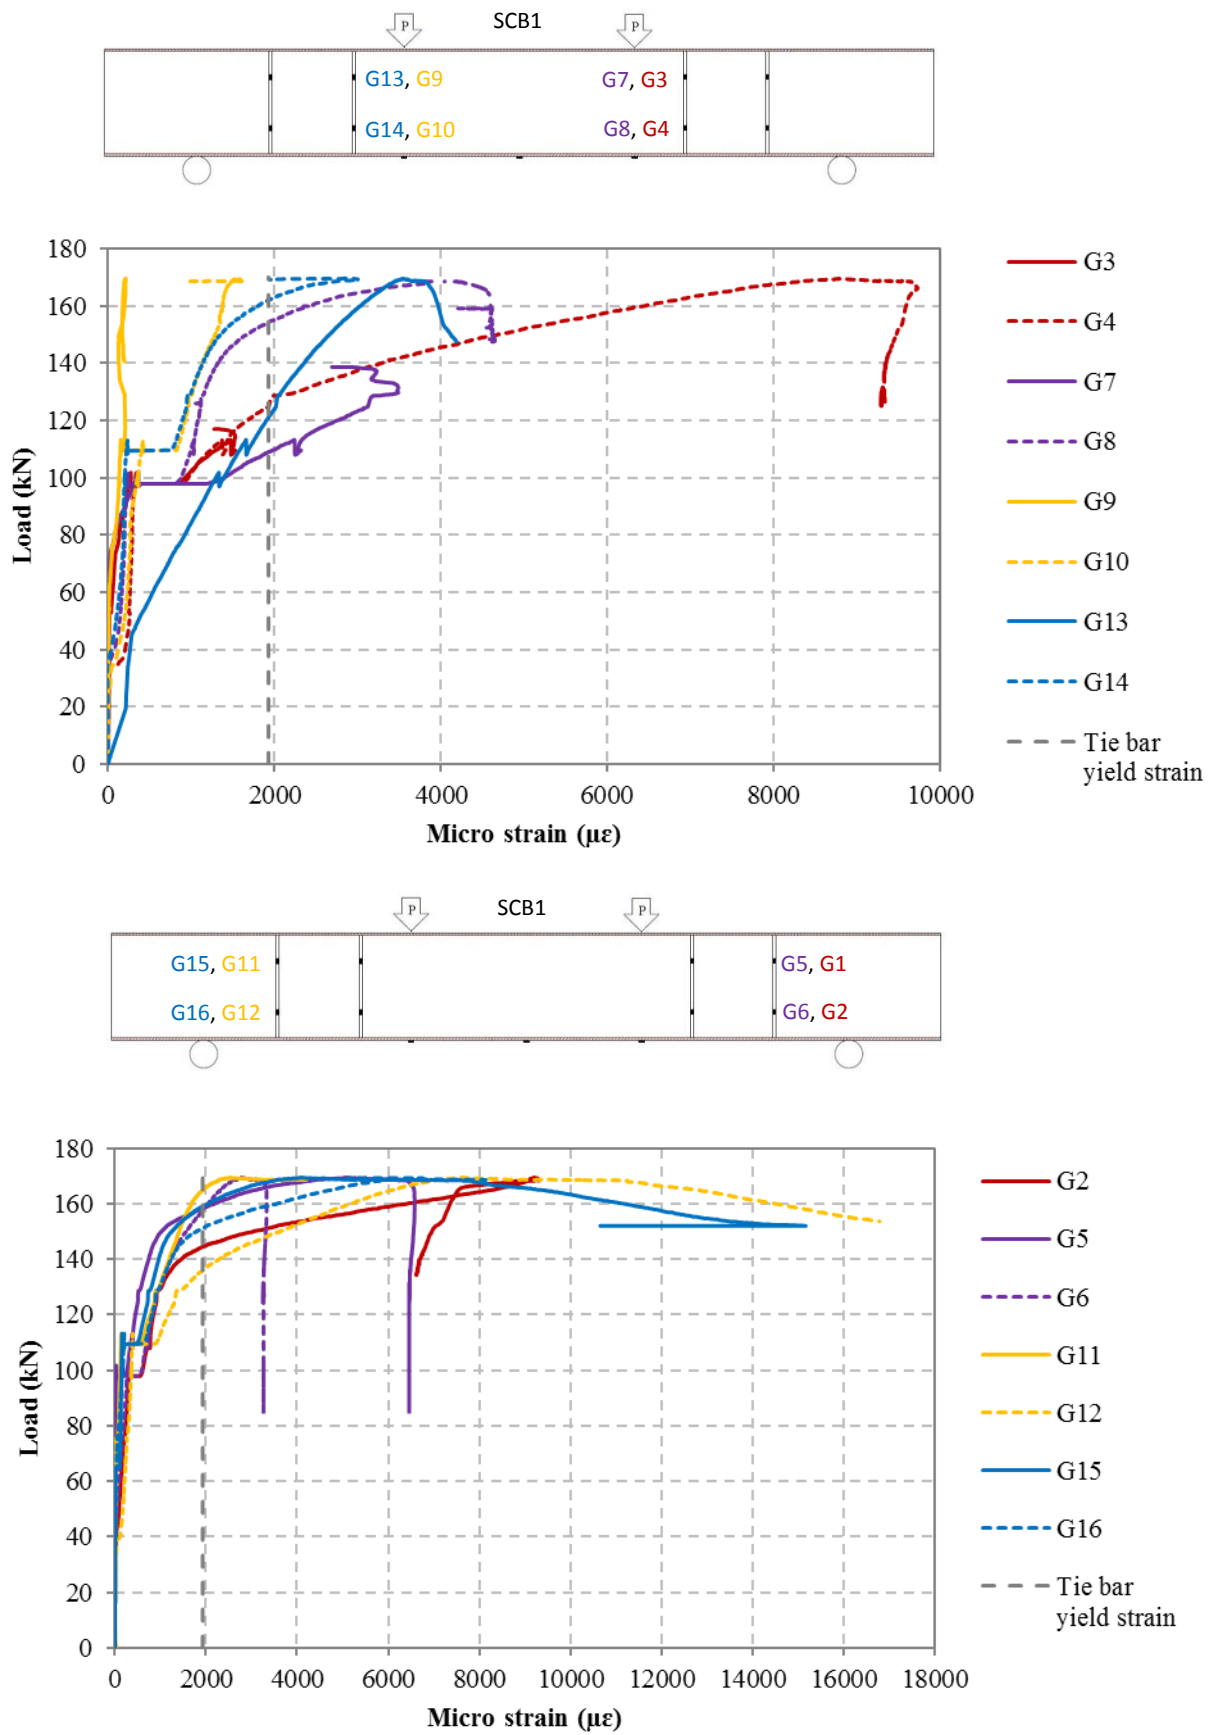 SCB1
P P
G13, G9 G7, G3
G14, G10 G8, G4
180
160
140
120
100
80
60
40
20
0
Load (kN)
0 2000 4000 6000 8000 10000
Micro strain (με)
G3
G4
G7
G8
G9
G10
G13
G14
Tie bar
yield strain
SCB1
P P
G15, G11 G5, G1
G16, G12 G6, G2
180
160
140
120
100
80
60
40
20
0
Load (kN)
0 2000 4000 6000 8000 10000 12000 14000 16000 18000
Micro strain (με)
G2
G5
G6
G11
G12
G15
G16
Tie bar
yield strain